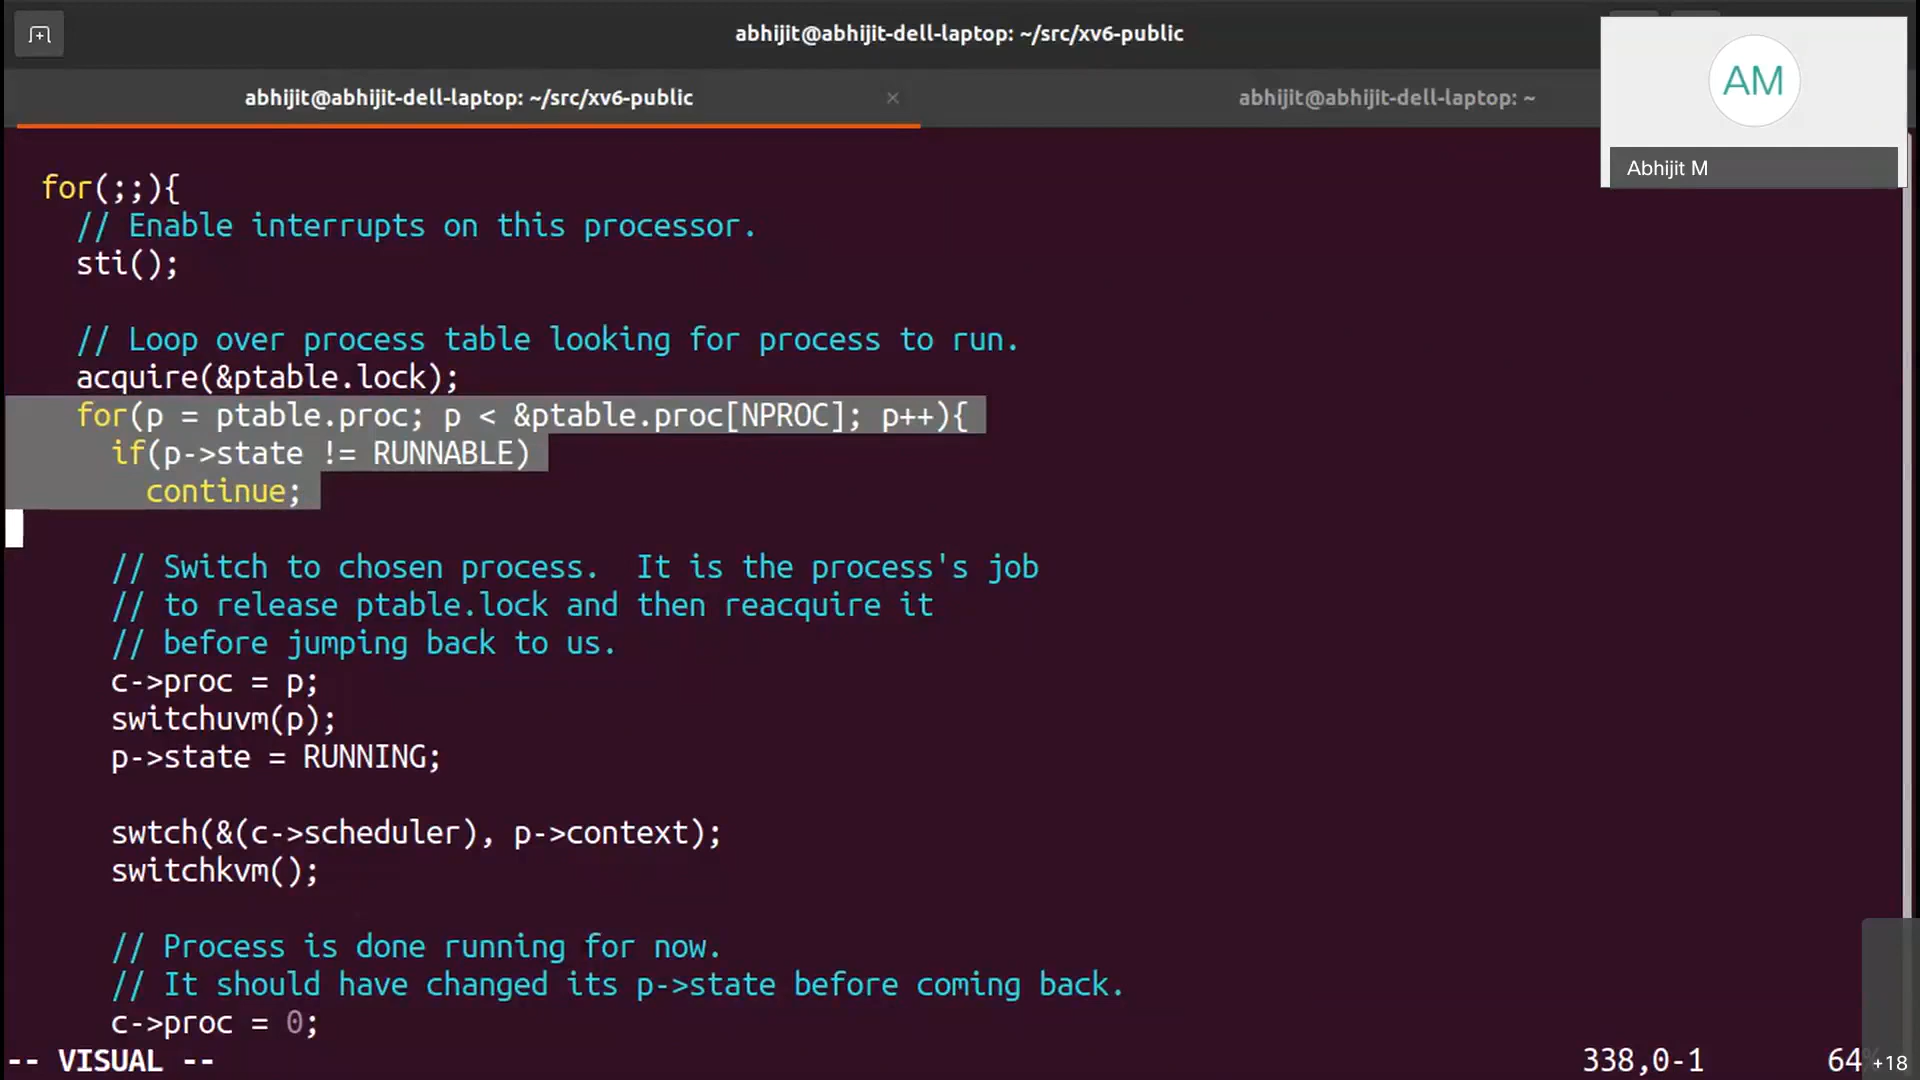 abhijit@abhijit-dell-laptop: ~/src/xv6-public
abhijit@abhijit-dell-laptop: ~/src/xv6-public ×
abhijit@abhijit-dell-laptop: ~
AM
Abhijit M
for(;;){
// Enable interrupts on this processor.
sti();
// Loop over process table looking for process to run.
acquire(&ptable.lock);
for(p = ptable.proc; p < &ptable.proc[NPROC]; p++){
if(p->state != RUNNABLE)
continue;
// Switch to chosen process.  It is the process's job
// to release ptable.lock and then reacquire it
// before jumping back to us.
c->proc = p;
switchuvm(p);
p->state = RUNNING;
swtch(&(c->scheduler), p->context);
switchkvm();
// Process is done running for now.
// It should have changed its p->state before coming back.
c->proc = 0;
-- VISUAL --
338,0-1
64%
+18